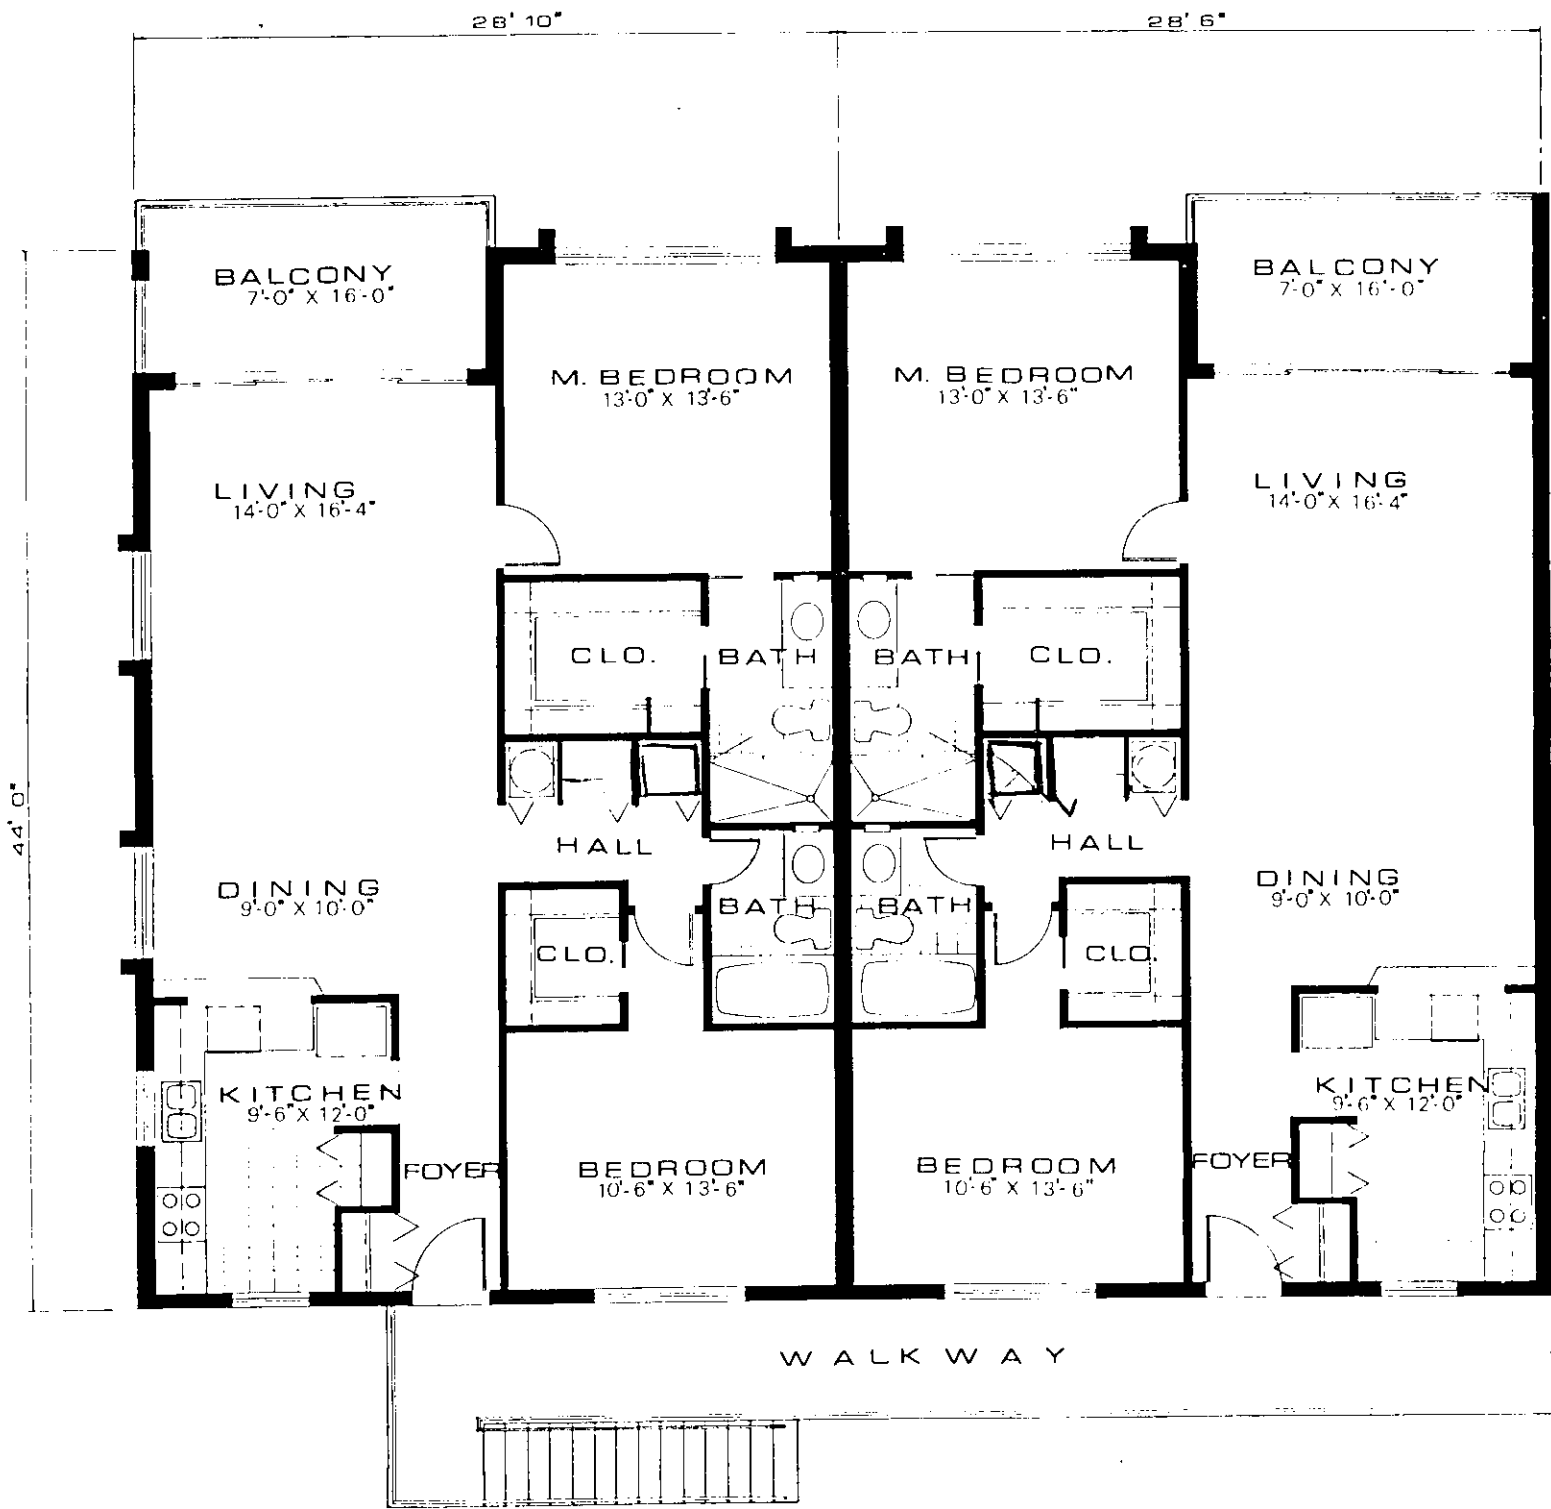 28'10"
28'6"
44'0"
BALCONY
7'-0" X 16'-0"
BALCONY
7'-0" X 16'-0"
M. BEDROOM
13'-0" X 13'-6"
M. BEDROOM
13'-0" X 13'-6"
LIVING
14'-0" X 16'-4"
LIVING
14'-0" X 16'-4"
CLO.
BATH
BATH
CLO.
HALL
HALL
DINING
9'-0" X 10'-0"
DINING
9'-0" X 10'-0"
BATH
BATH
CLO.
CLO.
KITCHEN
9'-6" X 12'-0"
KITCHEN
9'-6" X 12'-0"
FOYER
BEDROOM
10'-6" X 13'-6"
BEDROOM
10'-6" X 13'-6"
FOYER
WALKWAY